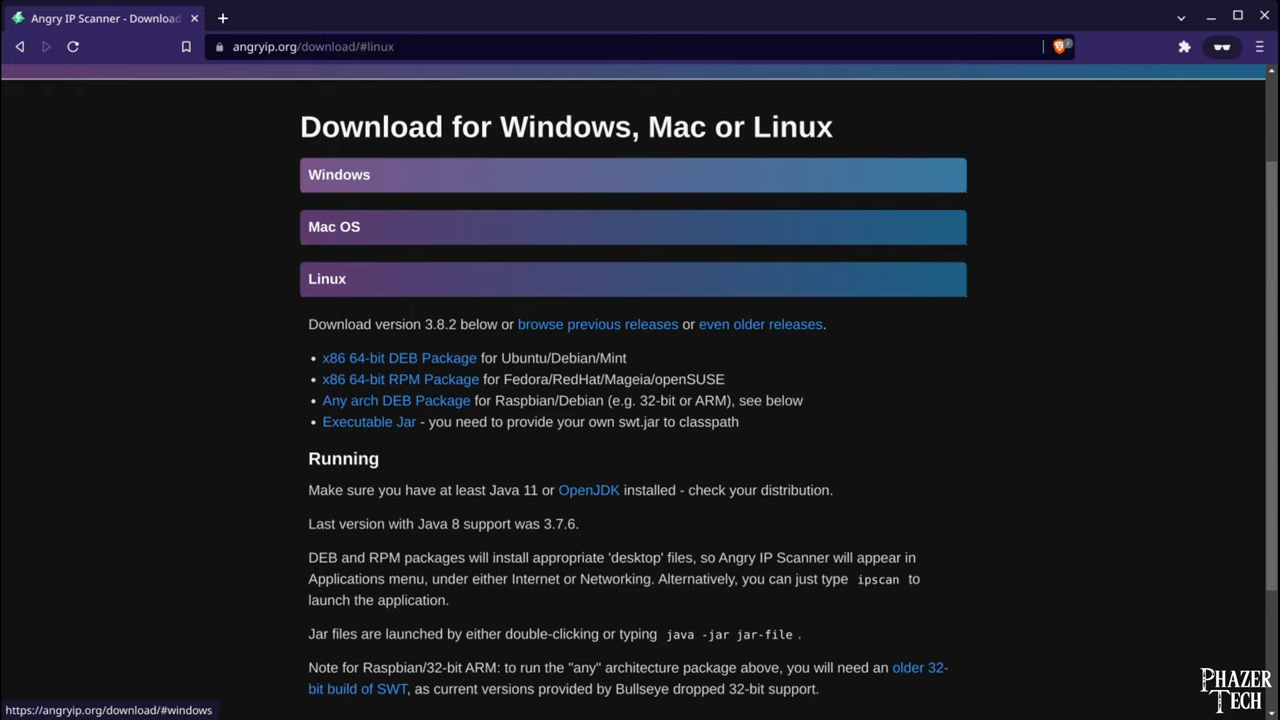 Angry IP Scanner - Download
angryip.org/download/#linux
2
Download for Windows, Mac or Linux
Windows
Mac OS
Linux
Download version 3.8.2 below or browse previous releases or even older releases.
• x86 64-bit DEB Package for Ubuntu/Debian/Mint
• x86 64-bit RPM Package for Fedora/RedHat/Mageia/openSUSE
• Any arch DEB Package for Raspbian/Debian (e.g. 32-bit or ARM), see below
• Executable Jar - you need to provide your own swt.jar to classpath
Running
Make sure you have at least Java 11 or OpenJDK installed - check your distribution.
Last version with Java 8 support was 3.7.6.
DEB and RPM packages will install appropriate 'desktop' files, so Angry IP Scanner will appear in
Applications menu, under either Internet or Networking. Alternatively, you can just type ipscan to
launch the application.
Jar files are launched by either double-clicking or typing java -jar jar-file .
Note for Raspbian/32-bit ARM: to run the "any" architecture package above, you will need an older 32-
bit build of SWT, as current versions provided by Bullseye dropped 32-bit support.
https://angryip.org/download/#windows
PHAZER
TECH